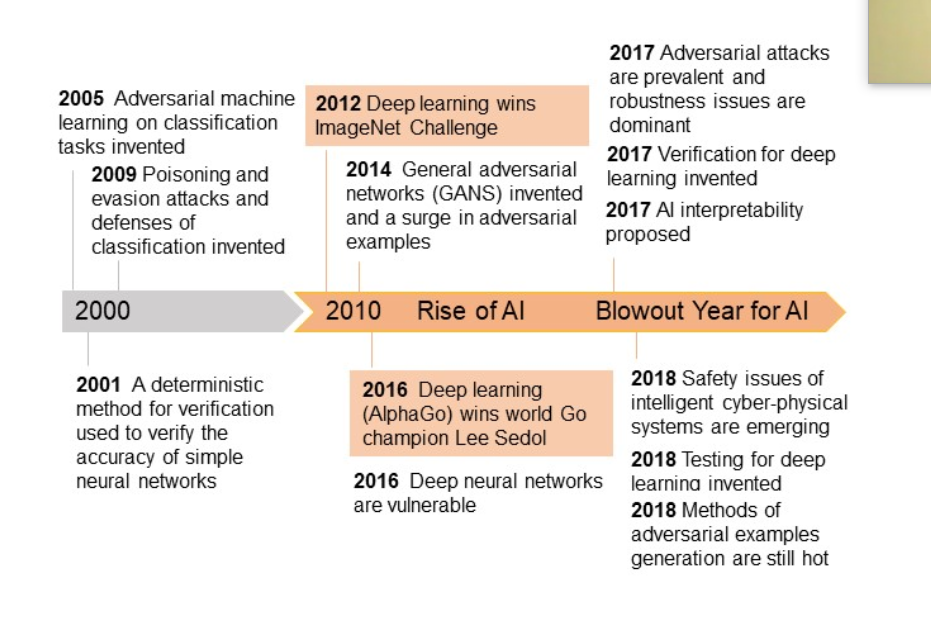 2005 Adversarial machine
learning on classification
tasks invented
2009 Poisoning and
evasion attacks and
defenses of
classification invented
2012 Deep learning wins
ImageNet Challenge
2014 General adversarial
networks (GANS) invented
and a surge in adversarial
examples
2017 Adversarial attacks
are prevalent and
robustness issues are
dominant
2017 Verification for deep
learning invented
2017 AI interpretability
proposed
2000
2010 Rise of AI
Blowout Year for AI
2001 A deterministic
method for verification
used to verify the
accuracy of simple
neural networks
2016 Deep learning
(AlphaGo) wins world Go
champion Lee Sedol
2016 Deep neural networks
are vulnerable
2018 Safety issues of
intelligent cyber-physical
systems are emerging
2018 Testing for deep
learning invented
2018 Methods of
adversarial examples
generation are still hot